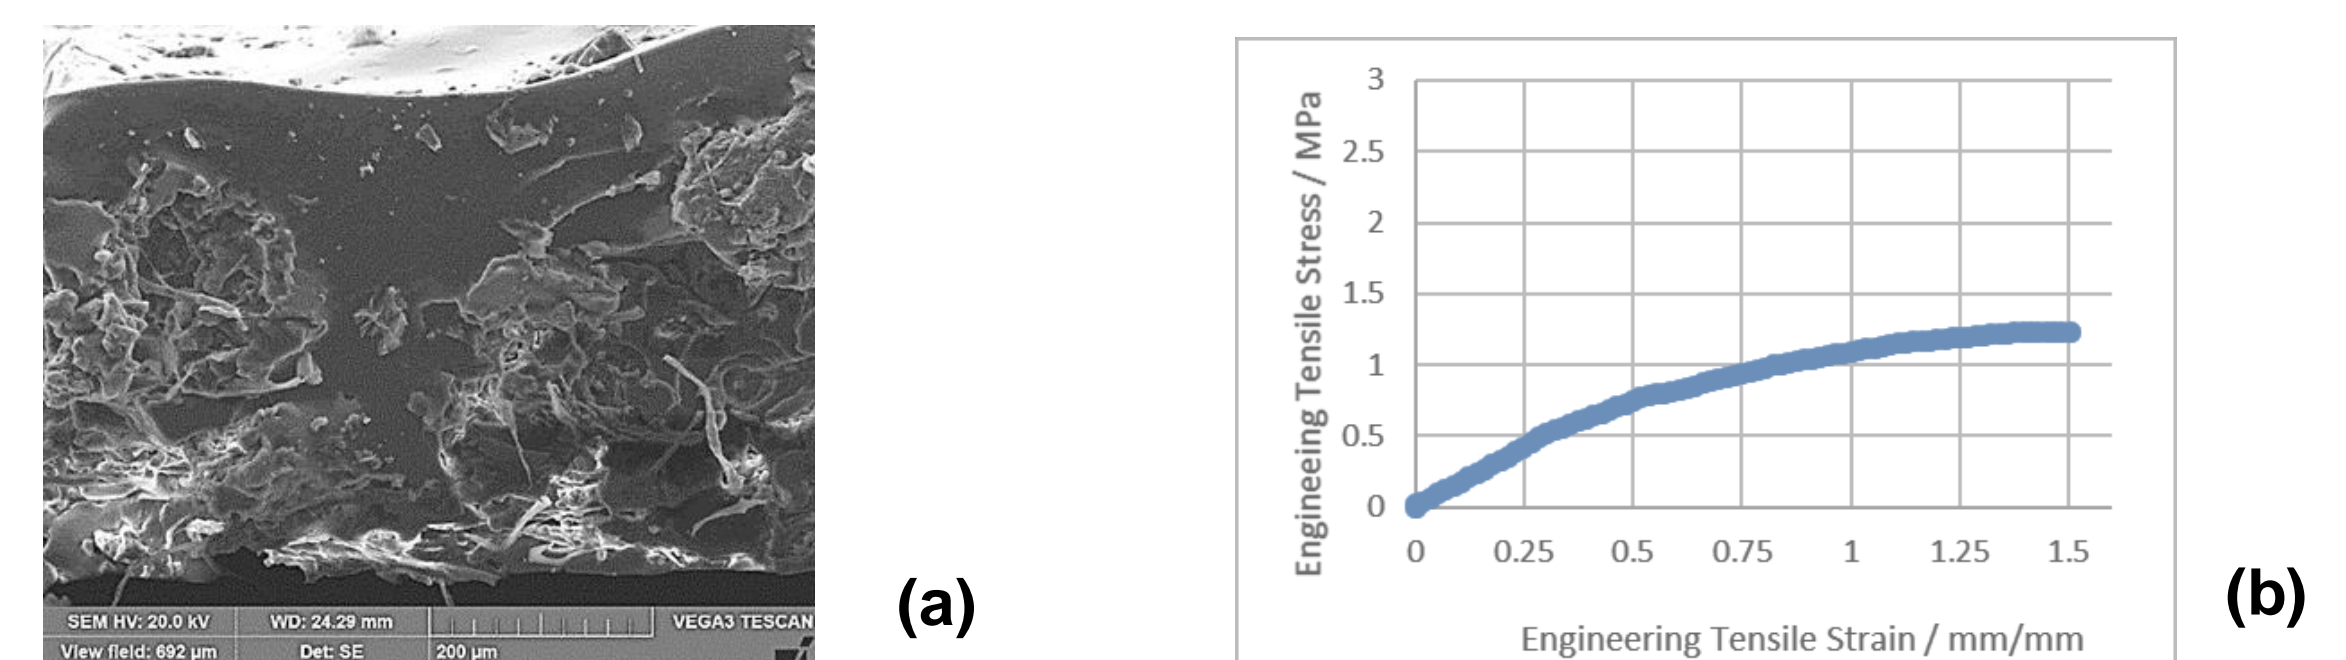 SEM HV: 20.0 kV
WD: 24.29 mm
VEGA3 TESCAN
View field: 692 µm
Det: SE
200 µm
(a)
Engineeing Tensile Stress / MPa
3
2.5
2
1.5
1
0.5
0
0
0.25
0.5
0.75
1
1.25
1.5
Engineering Tensile Strain / mm/mm
(b)